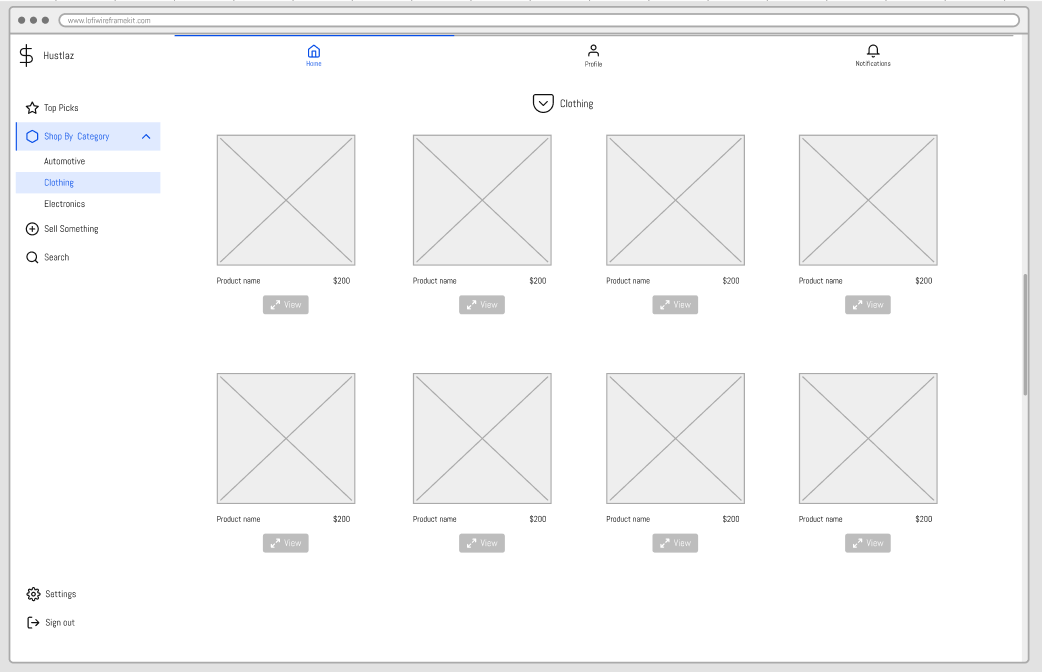 www.lofiwireframekit.com
Hustlaz
Home
Profile
Notifications
Top Picks
Shop By Category
Automotive
Clothing
Electronics
Sell Something
Search
Settings
Sign out
Clothing
Product name $200
Product name $200
Product name $200
Product name $200
View
View
View
View
Product name $200
Product name $200
Product name $200
Product name $200
View
View
View
View